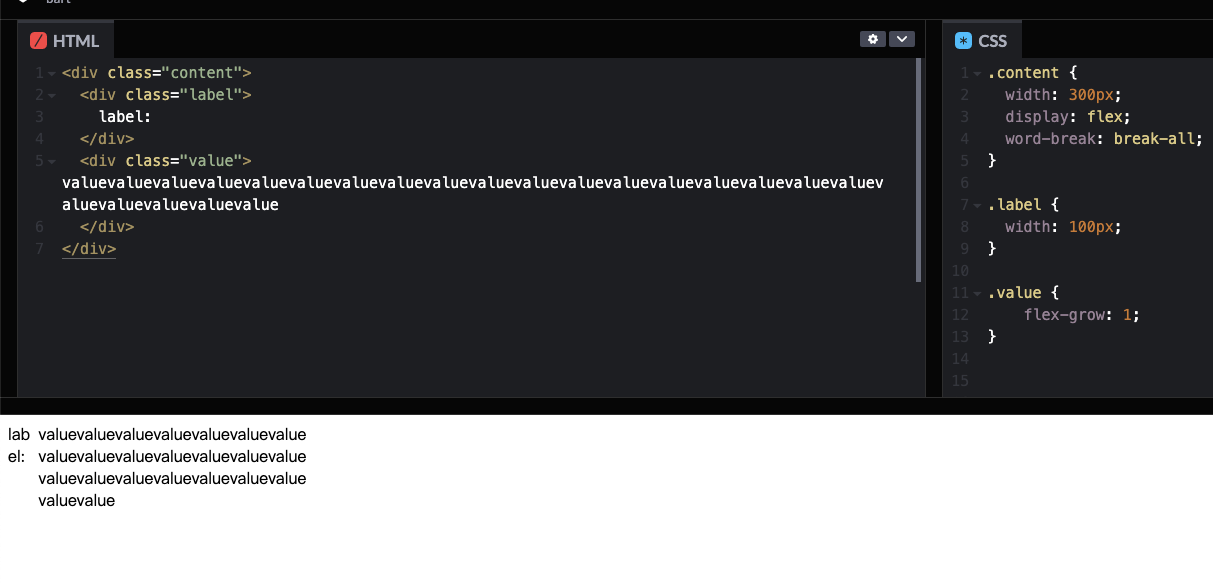 HTML
1 <div class="content">
2 <div class="label">
3 label:
4 </div>
5 <div class="value">
valuevaluevaluevaluevaluevaluevaluevaluevaluevaluevaluevaluevaluevaluevaluevaluevaluevaluev
aluevaluevaluevaluevalue
6 </div>
7 </div>
CSS
1 .content {
2 width: 300px;
3 display: flex;
4 word-break: break-all;
5 }
6
7 .label {
8 width: 100px;
9 }
10
11 .value {
12 flex-grow: 1;
13 }
14
15
lab valuevaluevaluevaluevaluevaluevalue
el: valuevaluevaluevaluevaluevaluevalue
valuevaluevaluevaluevaluevaluevalue
valuevalue